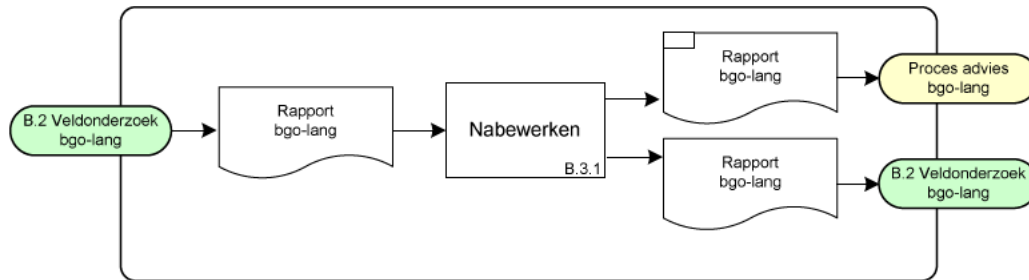 B.2 Veldonderzoek
bgo-lang
Rapport
bgo-lang
Nabewerken
B.3.1
Rapport
bgo-lang
Proces advies
bgo-lang
Rapport
bgo-lang
B.2 Veldonderzoek
bgo-lang